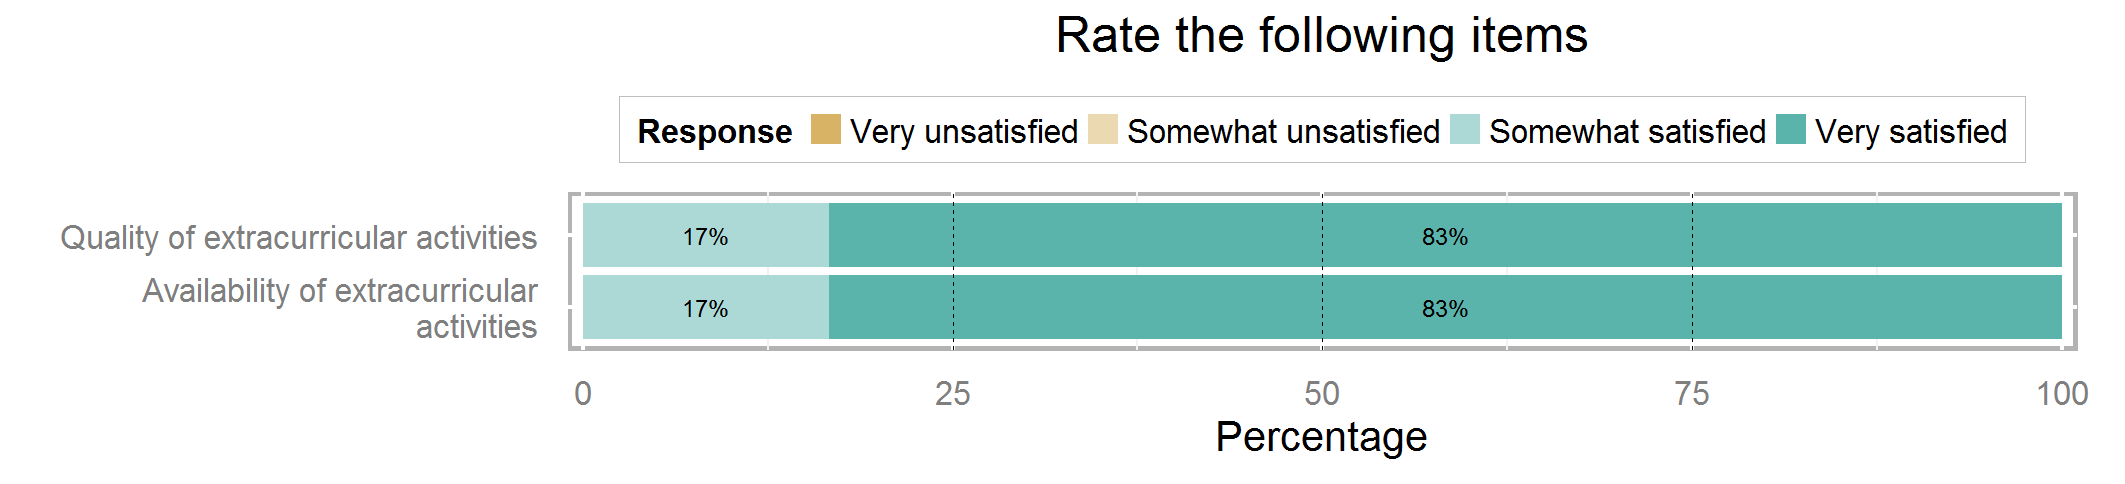 Rate the following items
Response Very unsatisfied Somewhat unsatisfied Somewhat satisfied Very satisfied
Quality of extracurricular activities 17% 83%
Availability of extracurricular
activities 17% 83%
0 25 50 75 100
Percentage